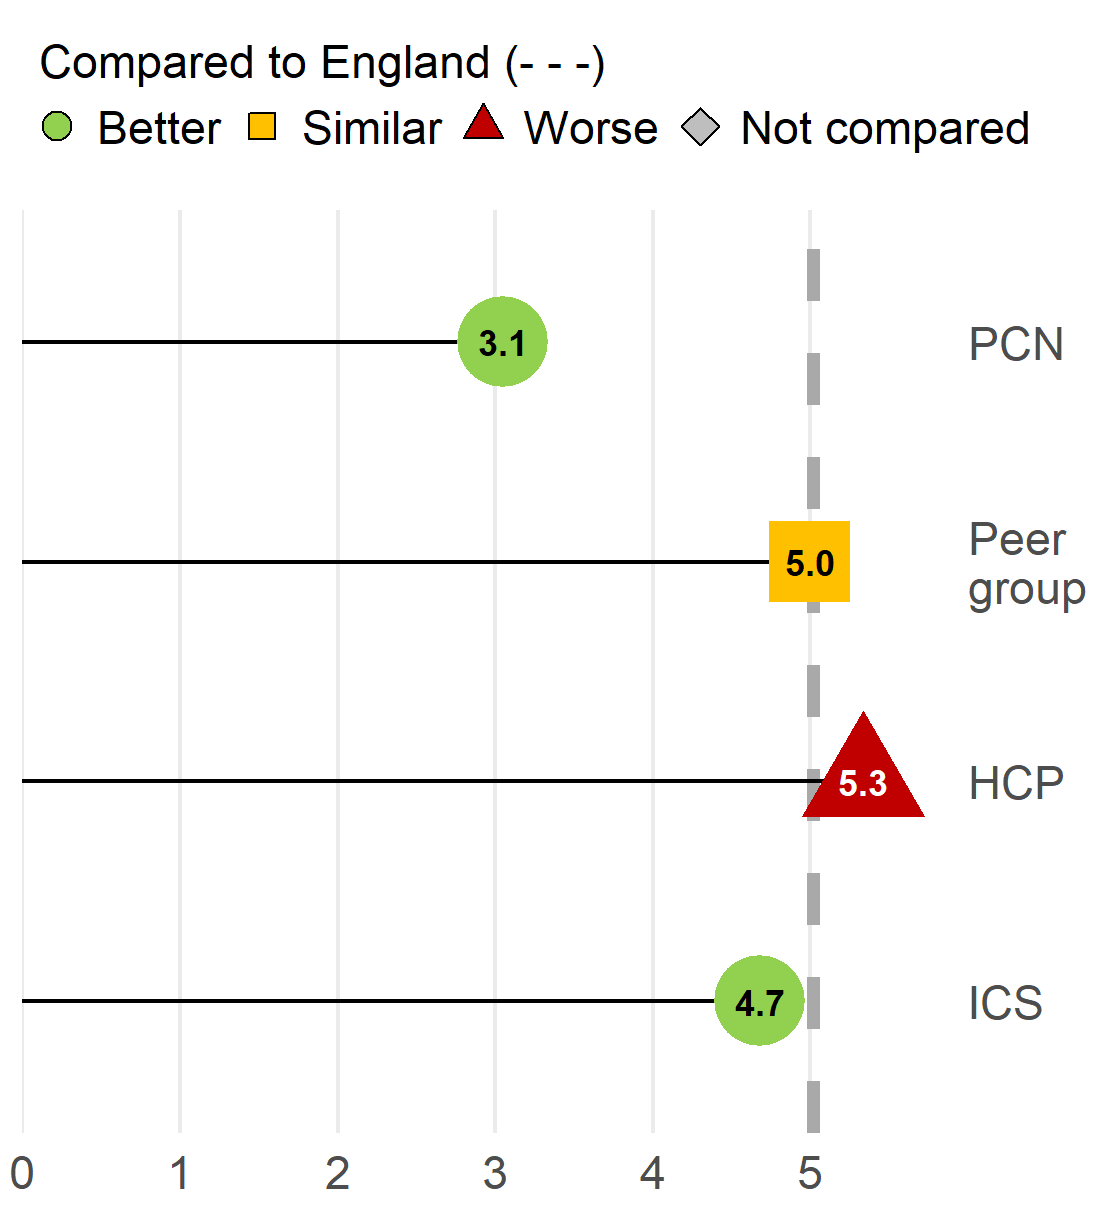 Compared to England (- - -)
Better Similar Worse Not compared
3.1 PCN
5.0 Peer
group
5.3 HCP
4.7 ICS
0 1 2 3 4 5